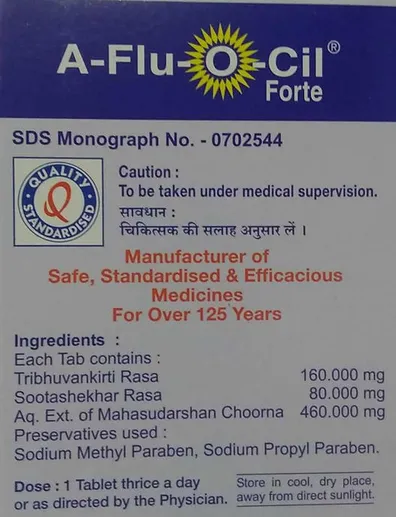 A-Flu-O-Cil®
Forte
SDS Monograph No. - 0702544
QUALITY
Q
STANDARDISED
Caution :
To be taken under medical supervision.
सावधान :
चिकित्सक की सलाह अनुसार लें ।
Manufacturer of
Safe, Standardised & Efficacious
Medicines
For Over 125 Years
Ingredients :
Each Tab contains :
Tribhuvankirti Rasa 160.000 mg
Sootashekhar Rasa 80.000 mg
Aq. Ext. of Mahasudarshan Choorna 460.000 mg
Preservatives used :
Sodium Methyl Paraben, Sodium Propyl Paraben.
Dose : 1 Tablet thrice a day
or as directed by the Physician.
Store in cool, dry place,
away from direct sunlight.